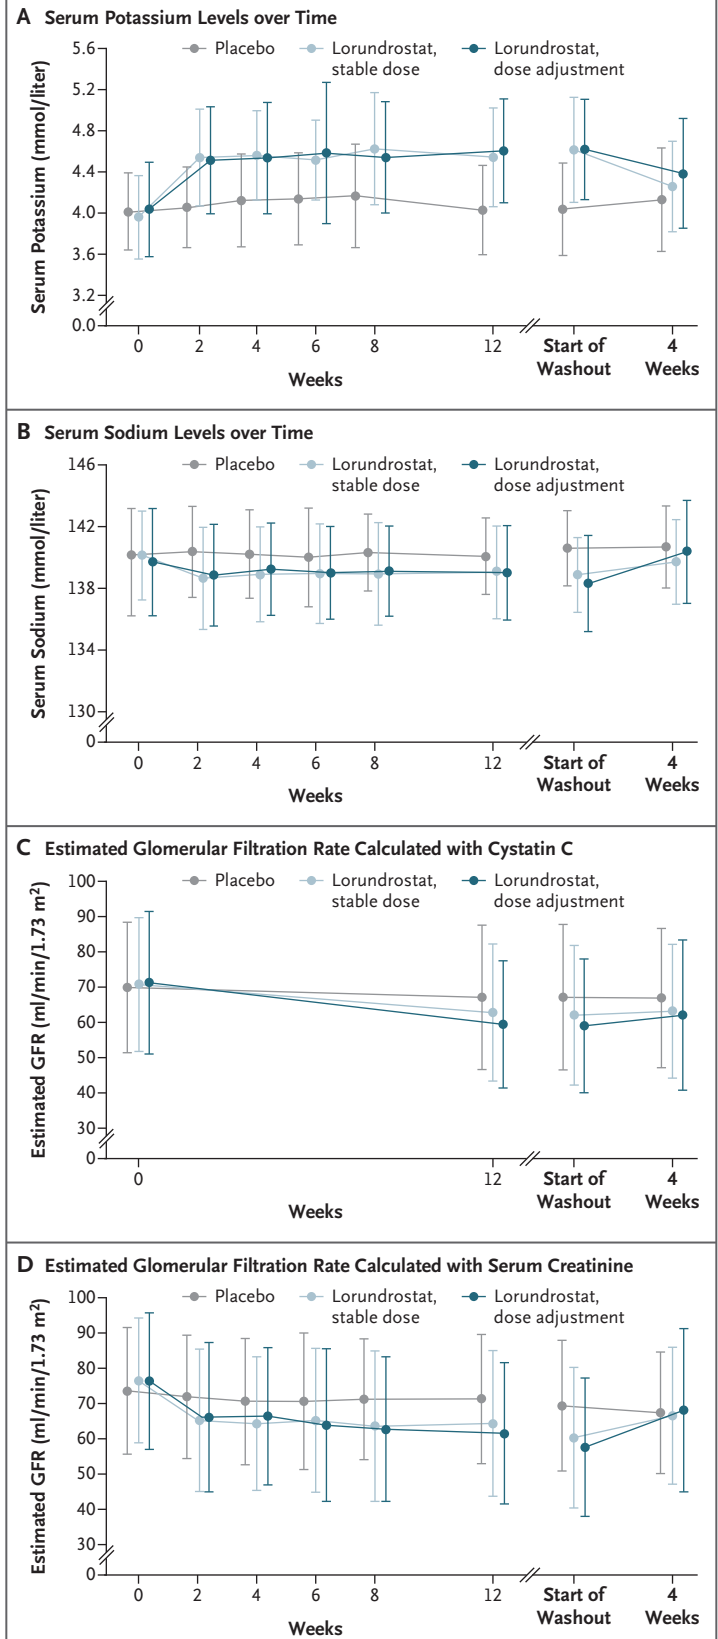 A Serum Potassium Levels over Time
Placebo
Lorundrostat,
stable dose
Lorundrostat,
dose adjustment
Serum Potassium (mmol/liter)
5.6
5.2
4.8
4.4
4.0
3.6
3.2
0.0
0 2 4 6 8 12 Start of 4
Washout Weeks
Weeks
B Serum Sodium Levels over Time
Placebo
Lorundrostat,
stable dose
Lorundrostat,
dose adjustment
Serum Sodium (mmol/liter)
146
142
138
134
130
0
0 2 4 6 8 12 Start of 4
Washout Weeks
Weeks
C Estimated Glomerular Filtration Rate Calculated with Cystatin C
Placebo
Lorundrostat,
stable dose
Lorundrostat,
dose adjustment
Estimated GFR (ml/min/1.73 m²)
100
90
80
70
60
50
40
30
0
0 12 Start of 4
Washout Weeks
Weeks
D Estimated Glomerular Filtration Rate Calculated with Serum Creatinine
Placebo
Lorundrostat,
stable dose
Lorundrostat,
dose adjustment
Estimated GFR (ml/min/1.73 m²)
100
90
80
70
60
50
40
30
0
0 2 4 6 8 12 Start of 4
Washout Weeks
Weeks